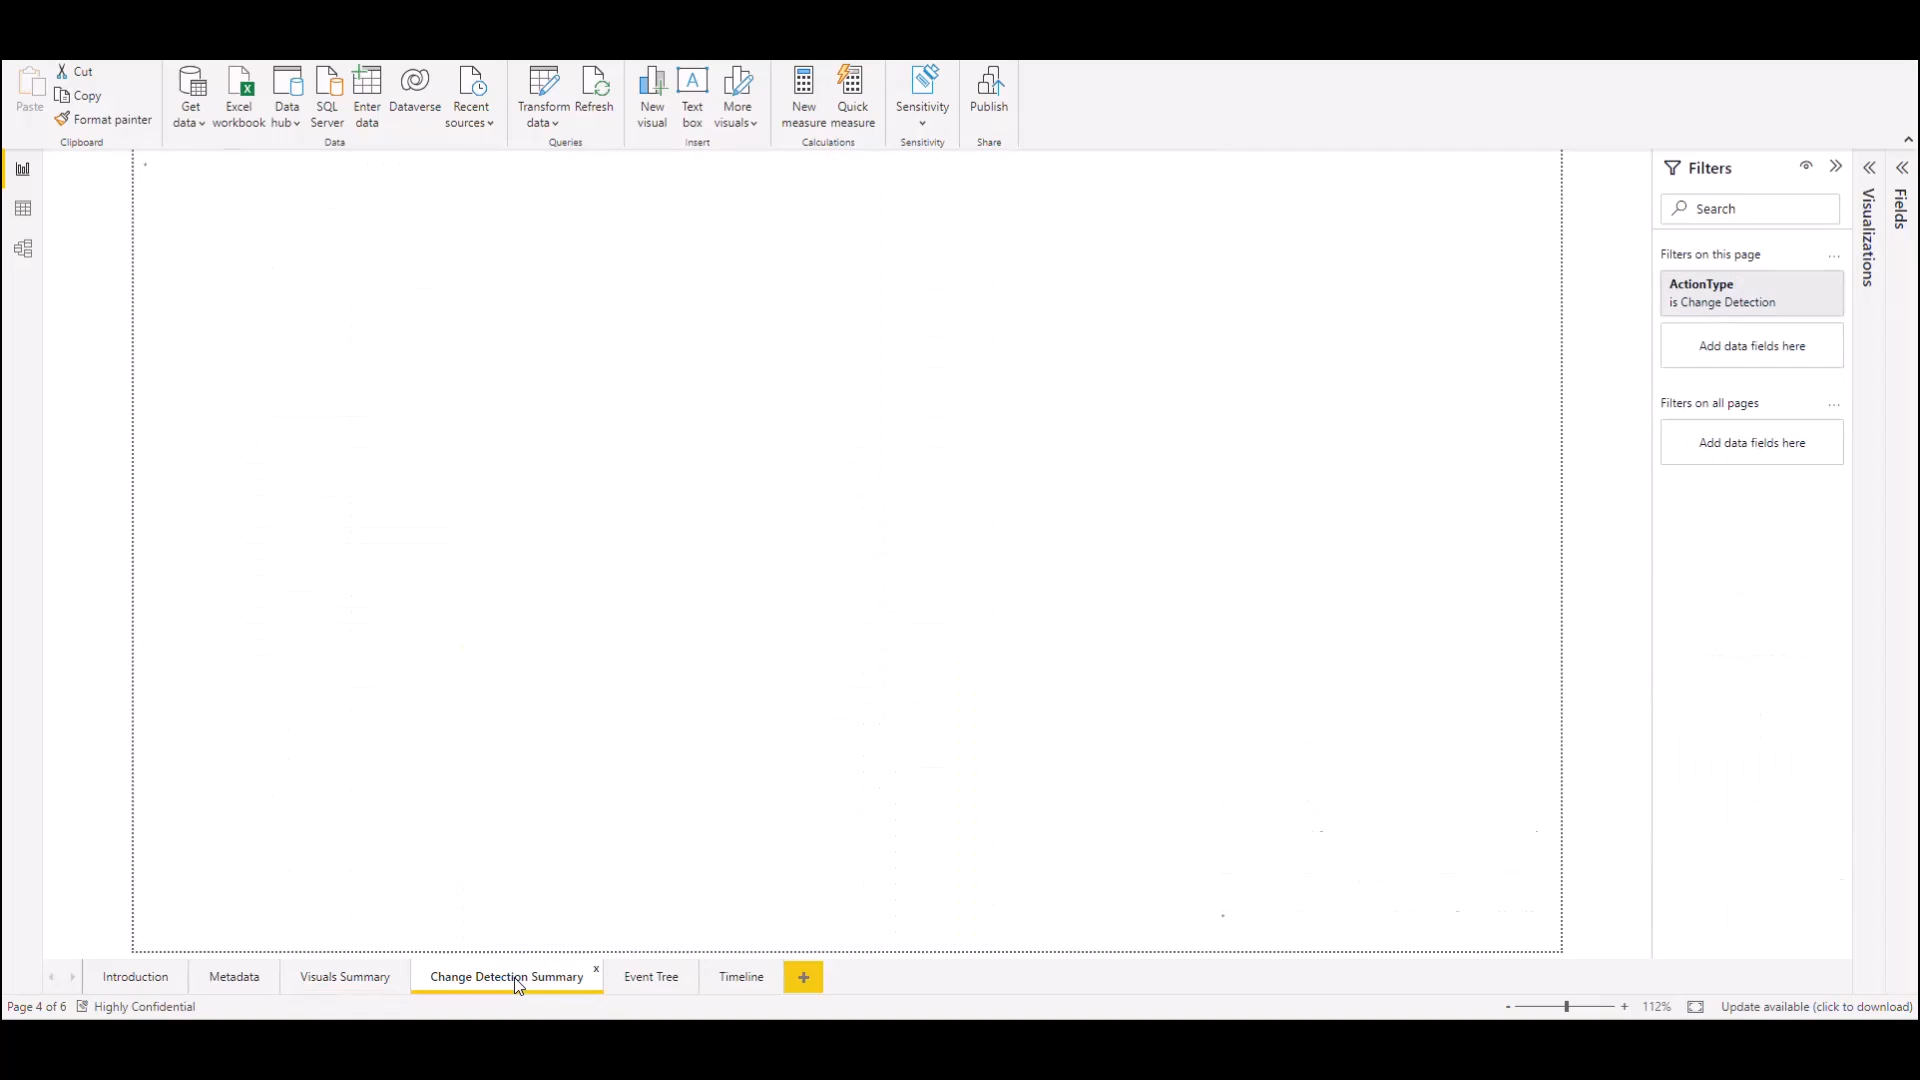 Cut
Copy
Format painter
Paste
Clipboard
Get data
Excel workbook
Data hub
SQL Server
Enter data
Dataverse
Recent sources
Data
Transform data
Refresh
Queries
New visual
Text box
More visuals
Insert
New measure
Quick measure
Calculations
Sensitivity
Sensitivity
Publish
Share
Filters
Search
Filters on this page
ActionType
is Change Detection
Add data fields here
Filters on all pages
Add data fields here
Visualizations
Fields
Introduction
Metadata
Visuals Summary
Change Detection Summary
x
Event Tree
Timeline
Page 4 of 6
Highly Confidential
- + 112%
Update available (click to download)